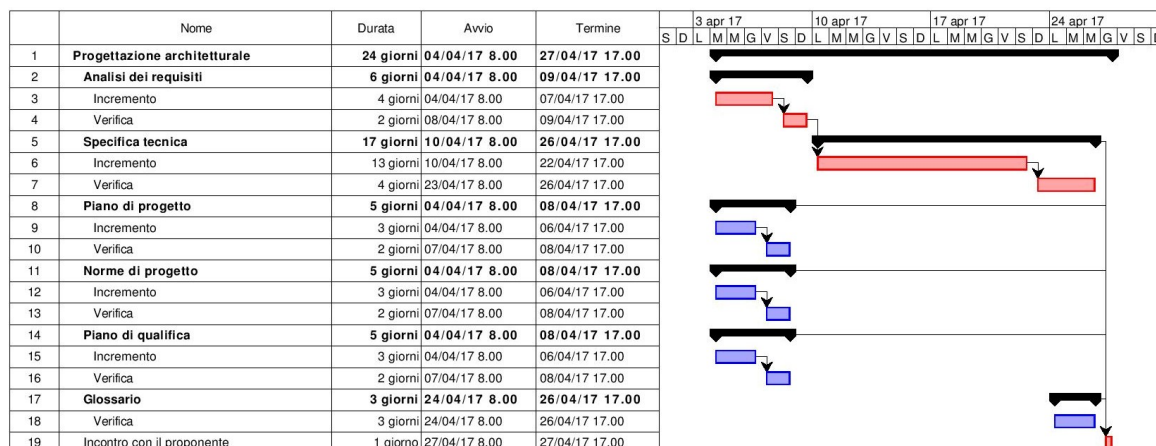 Nome Durata Avvio Termine
3 apr 17 10 apr 17 17 apr 17 24 apr 17
S D L M M G V S D L M M G V S D L M M G V S D L M M G V S D
1 Progettazione architetturale 24 giorni 04/04/17 8.00 27/04/17 17.00
2 Analisi dei requisiti 6 giorni 04/04/17 8.00 09/04/17 17.00
3 Incremento 4 giorni 04/04/17 8.00 07/04/17 17.00
4 Verifica 2 giorni 08/04/17 8.00 09/04/17 17.00
5 Specifica tecnica 17 giorni 10/04/17 8.00 26/04/17 17.00
6 Incremento 13 giorni 10/04/17 8.00 22/04/17 17.00
7 Verifica 4 giorni 23/04/17 8.00 26/04/17 17.00
8 Piano di progetto 5 giorni 04/04/17 8.00 08/04/17 17.00
9 Incremento 3 giorni 04/04/17 8.00 06/04/17 17.00
10 Verifica 2 giorni 07/04/17 8.00 08/04/17 17.00
11 Norme di progetto 5 giorni 04/04/17 8.00 08/04/17 17.00
12 Incremento 3 giorni 04/04/17 8.00 06/04/17 17.00
13 Verifica 2 giorni 07/04/17 8.00 08/04/17 17.00
14 Piano di qualifica 5 giorni 04/04/17 8.00 08/04/17 17.00
15 Incremento 3 giorni 04/04/17 8.00 06/04/17 17.00
16 Verifica 2 giorni 07/04/17 8.00 08/04/17 17.00
17 Glossario 3 giorni 24/04/17 8.00 26/04/17 17.00
18 Verifica 3 giorni 24/04/17 8.00 26/04/17 17.00
19 Incontro con il proponente 1 giorno 27/04/17 8.00 27/04/17 17.00